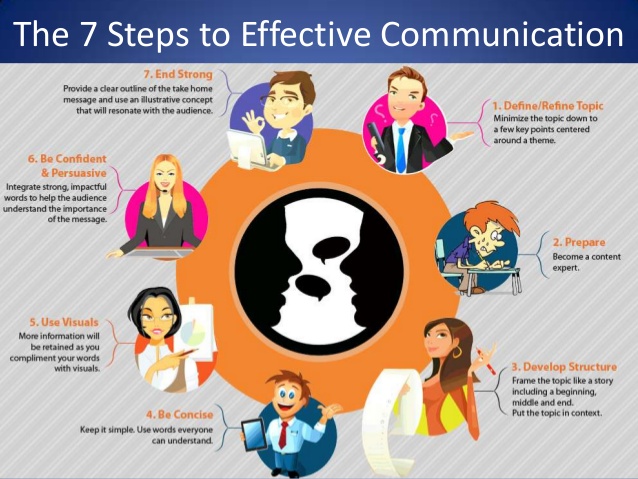 The 7 Steps to Effective Communication
1. Define/Refine Topic
Minimize the topic down to
a few key points centered
around a theme.
2. Prepare
Become a content
expert.
3. Develop Structure
Frame the topic like a story
including a beginning,
middle and end.
Put the topic in context.
4. Be Concise
Keep it simple. Use words everyone
can understand.
5. Use Visuals
More information will
be retained as you
compliment your words
with visuals.
6. Be Confident
& Persuasive
Integrate strong, impactful
words to help the audience
understand the importance
of the message.
7. End Strong
Provide a clear outline of the take home
message and use an illustrative concept
that will resonate with the audience.